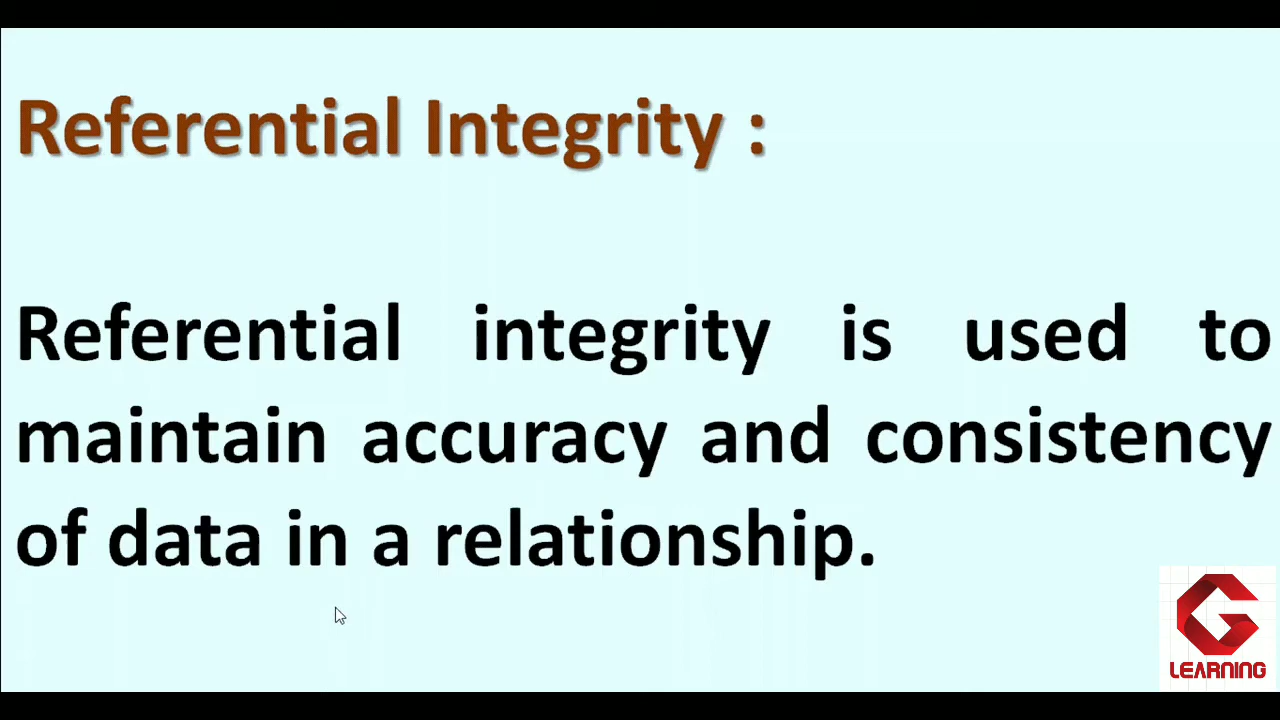 Referential Integrity :
Referential integrity is used to
maintain accuracy and consistency
of data in a relationship.
LEARNING